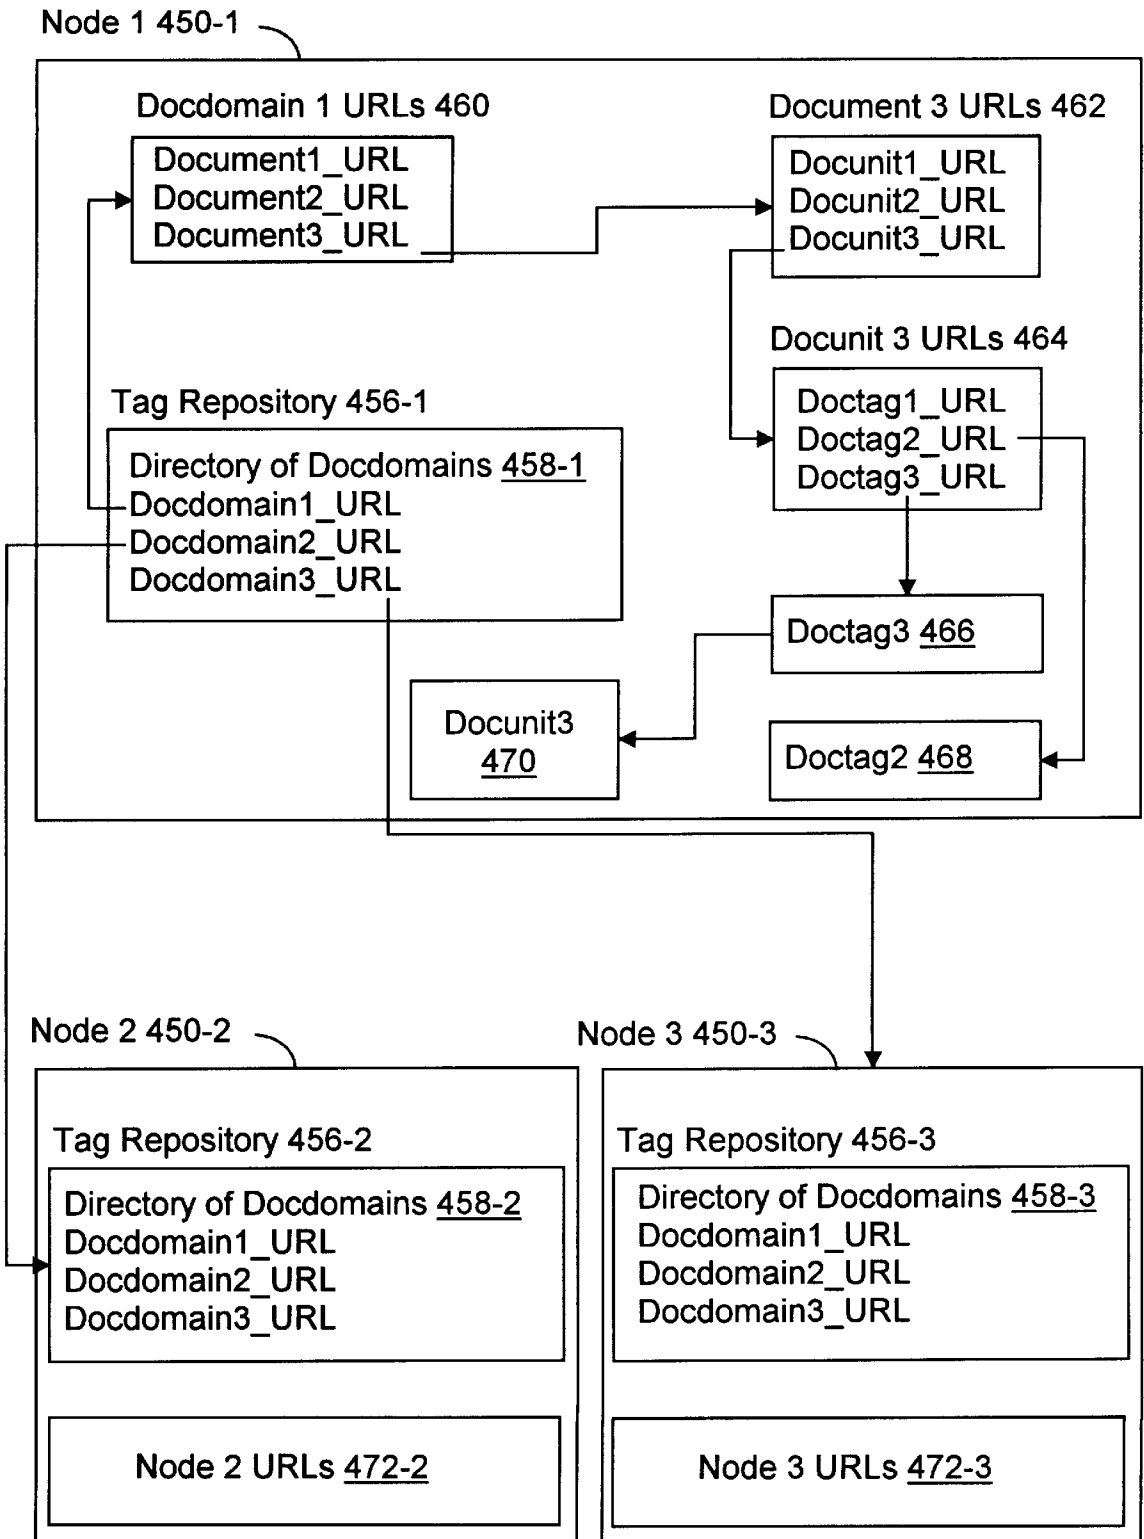 Node 1 450-1
Docdomain 1 URLs 460
Document1_URL
Document2_URL
Document3_URL
Document 3 URLs 462
Docunit1_URL
Docunit2_URL
Docunit3_URL
Docunit 3 URLs 464
Doctag1_URL
Doctag2_URL
Doctag3_URL
Tag Repository 456-1
Directory of Docdomains 458-1
Docdomain1_URL
Docdomain2_URL
Docdomain3_URL
Doctag3 466
Docunit3
470
Doctag2 468
Node 2 450-2
Tag Repository 456-2
Directory of Docdomains 458-2
Docdomain1_URL
Docdomain2_URL
Docdomain3_URL
Node 2 URLs 472-2
Node 3 450-3
Tag Repository 456-3
Directory of Docdomains 458-3
Docdomain1_URL
Docdomain2_URL
Docdomain3_URL
Node 3 URLs 472-3